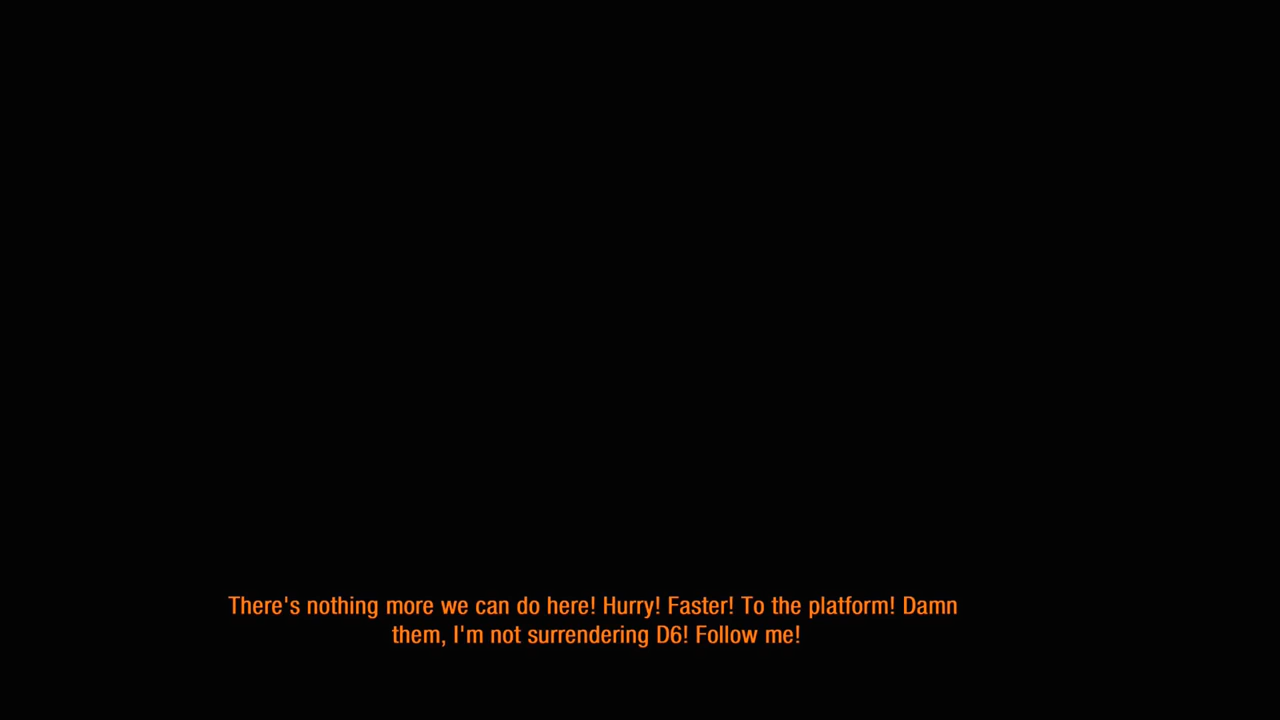 There's nothing more we can do here! Hurry! Faster! To the platform! Damn
them, I'm not surrendering D6! Follow me!